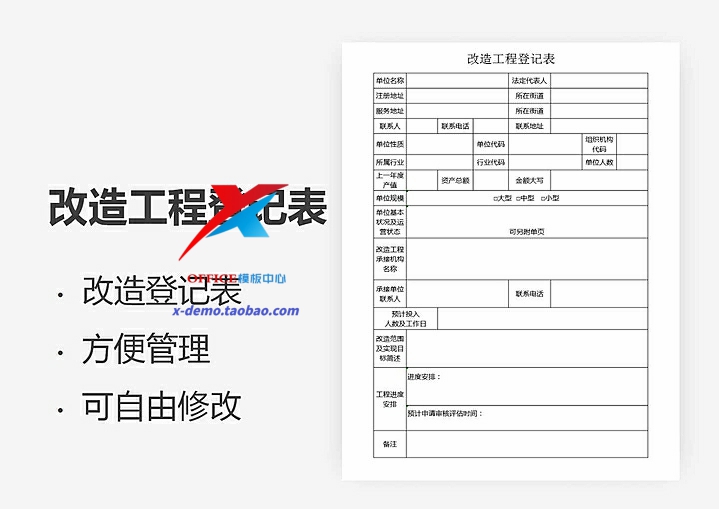 改造工程登记表
· 改造登记表
· 方便管理
· 可自由修改
OFFICE模板中心
x-demo.taobao.com
改造工程登记表
单位名称 法定代表人
注册地址 所在街道
服务地址 所在街道
联系人 联系电话 联系地址
单位性质 单位代码 组织机构
代码
所属行业 行业代码 单位人数
上一年度
产值 资产总额 金额大写
单位规模 □大型 □中型 □小型
单位基本
状况及运
营状态 可另附单页
改造工程
承接机构
名称
承接单位
联系人 联系电话
预计投入
人数及工作日
改造范围
及实现目
标简述
工程进度
安排
进度安排：
预计申请审核评估时间：
备注